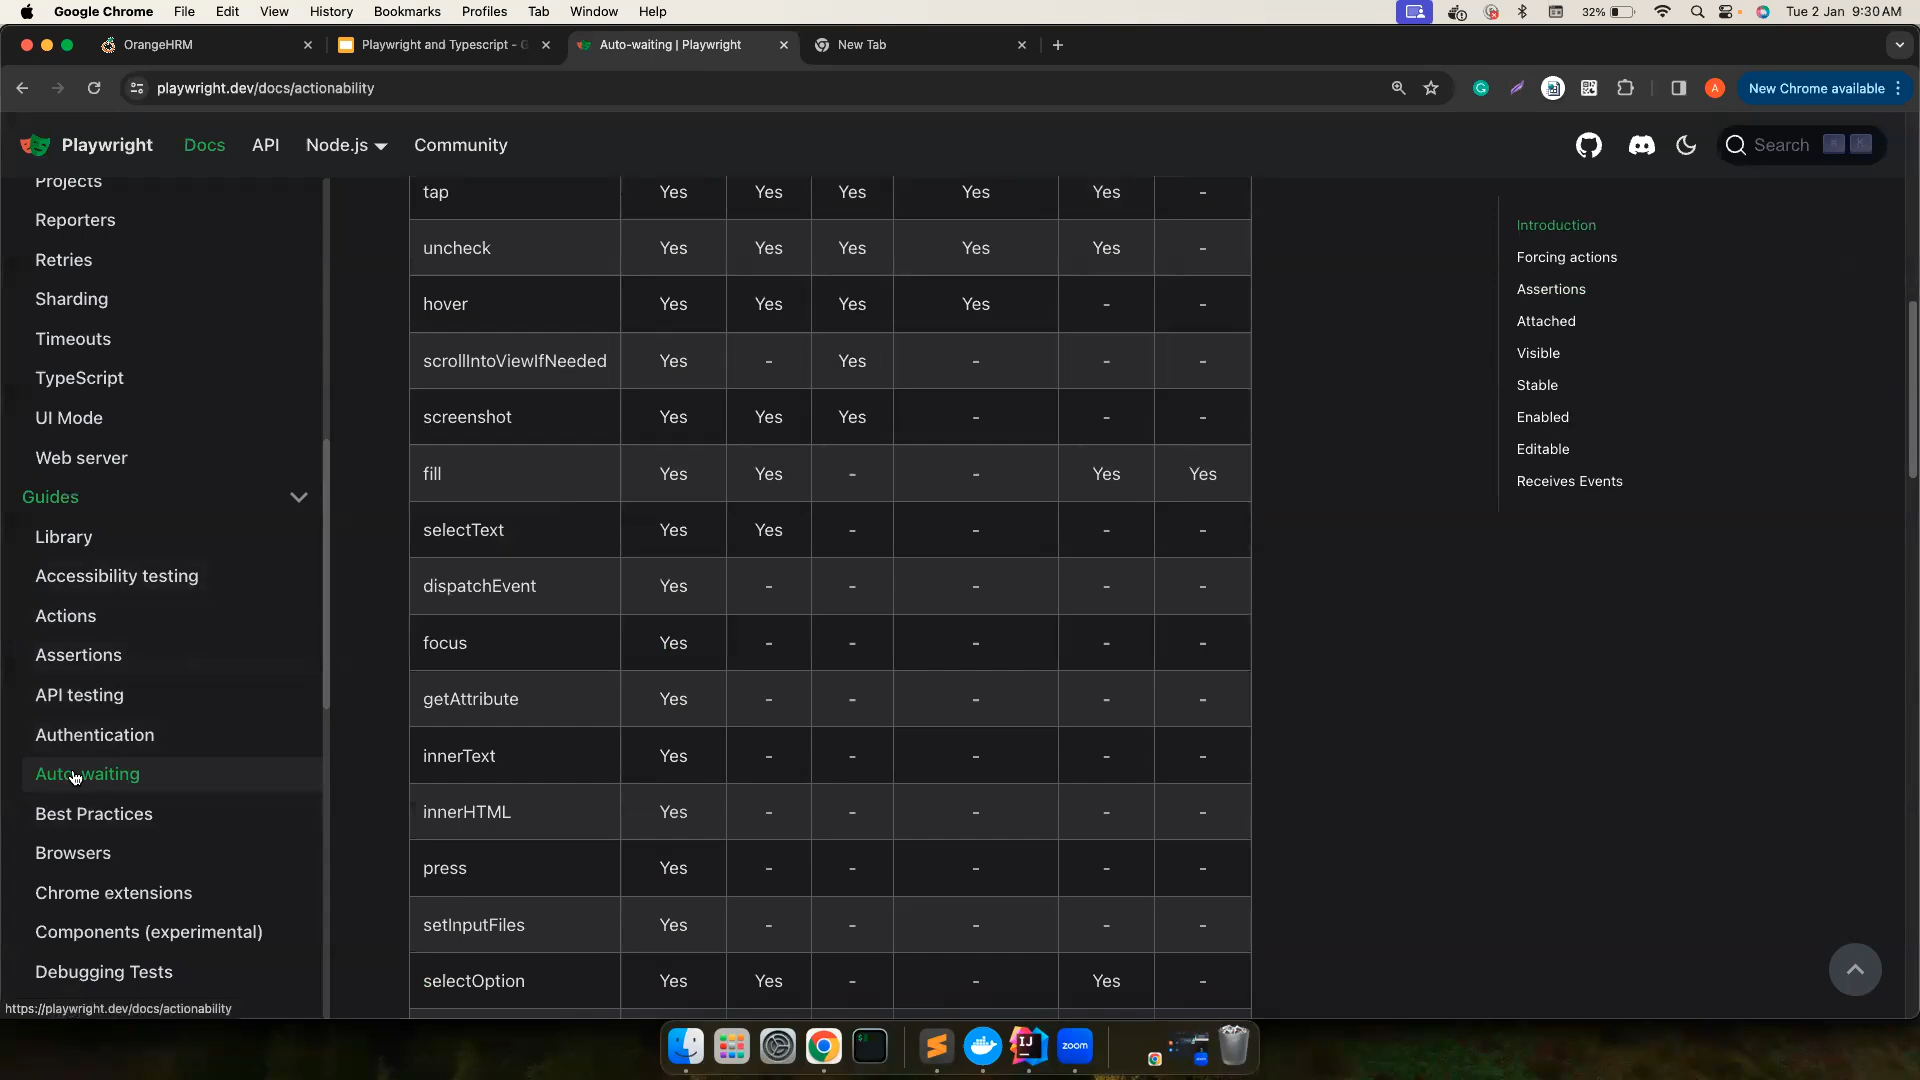 Google Chrome File Edit View History Bookmarks Profiles Tab Window Help 32% Tue 2 Jan 9:30 AM
OrangeHRM Playwright and Typescript - G Auto-waiting | Playwright New Tab
playwright.dev/docs/actionability A New Chrome available
Playwright Docs API Node.js Community Search K
Projects
Reporters
Retries
Sharding
Timeouts
TypeScript
UI Mode
Web server
Guides
Library
Accessibility testing
Actions
Assertions
API testing
Authentication
Auto-waiting
Best Practices
Browsers
Chrome extensions
Components (experimental)
Debugging Tests
https://playwright.dev/docs/actionability
tap Yes Yes Yes Yes Yes -
uncheck Yes Yes Yes Yes Yes -
hover Yes Yes Yes Yes - -
scrollIntoViewIfNeeded Yes - Yes - - -
screenshot Yes Yes Yes - - -
fill Yes Yes - - Yes Yes
selectText Yes Yes - - - -
dispatchEvent Yes - - - - -
focus Yes - - - - -
getAttribute Yes - - - - -
innerText Yes - - - - -
innerHTML Yes - - - - -
press Yes - - - - -
setInputFiles Yes - - - - -
selectOption Yes Yes - - Yes -
Introduction
Forcing actions
Assertions
Attached
Visible
Stable
Enabled
Editable
Receives Events
IJ zoom